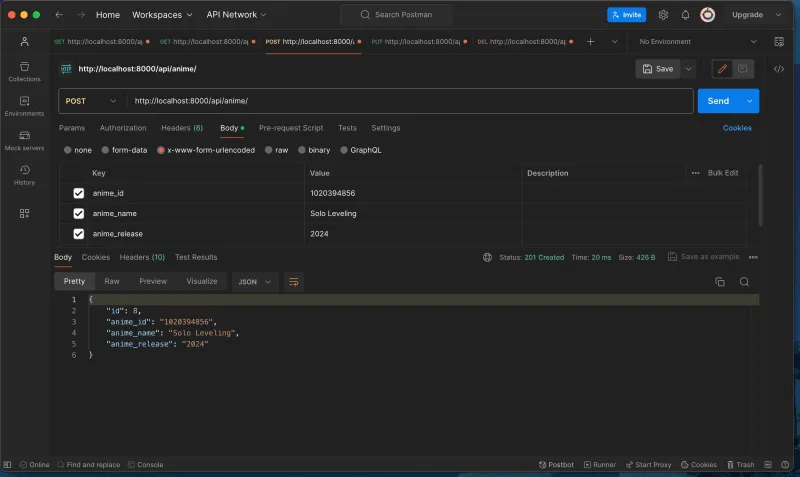 Home Workspaces API Network Search Postman Invite Upgrade
GET http://localhost:8000/ap GET http://localhost:8000/ap POST http://localhost:8000/a PUT http://localhost:8000/ap DEL http://localhost:8000/ap No Environment
HTTP http://localhost:8000/api/anime/ Save
Collections
POST http://localhost:8000/api/anime/ Send
Environments
Params Authorization Headers (8) Body Pre-request Script Tests Settings Cookies
Mock servers
none form-data x-www-form-urlencoded raw binary GraphQL
History
Key Value Description Bulk Edit
anime_id 1020394856
anime_name Solo Leveling
anime_release 2024
Body Cookies Headers (10) Test Results Status: 201 Created Time: 20 ms Size: 426 B Save as example
Pretty Raw Preview Visualize JSON
1 {
2 "id": 8,
3 "anime_id": "1020394856",
4 "anime_name": "Solo Leveling",
5 "anime_release": "2024"
6 }
Online Find and replace Console Postbot Runner Start Proxy Cookies Trash